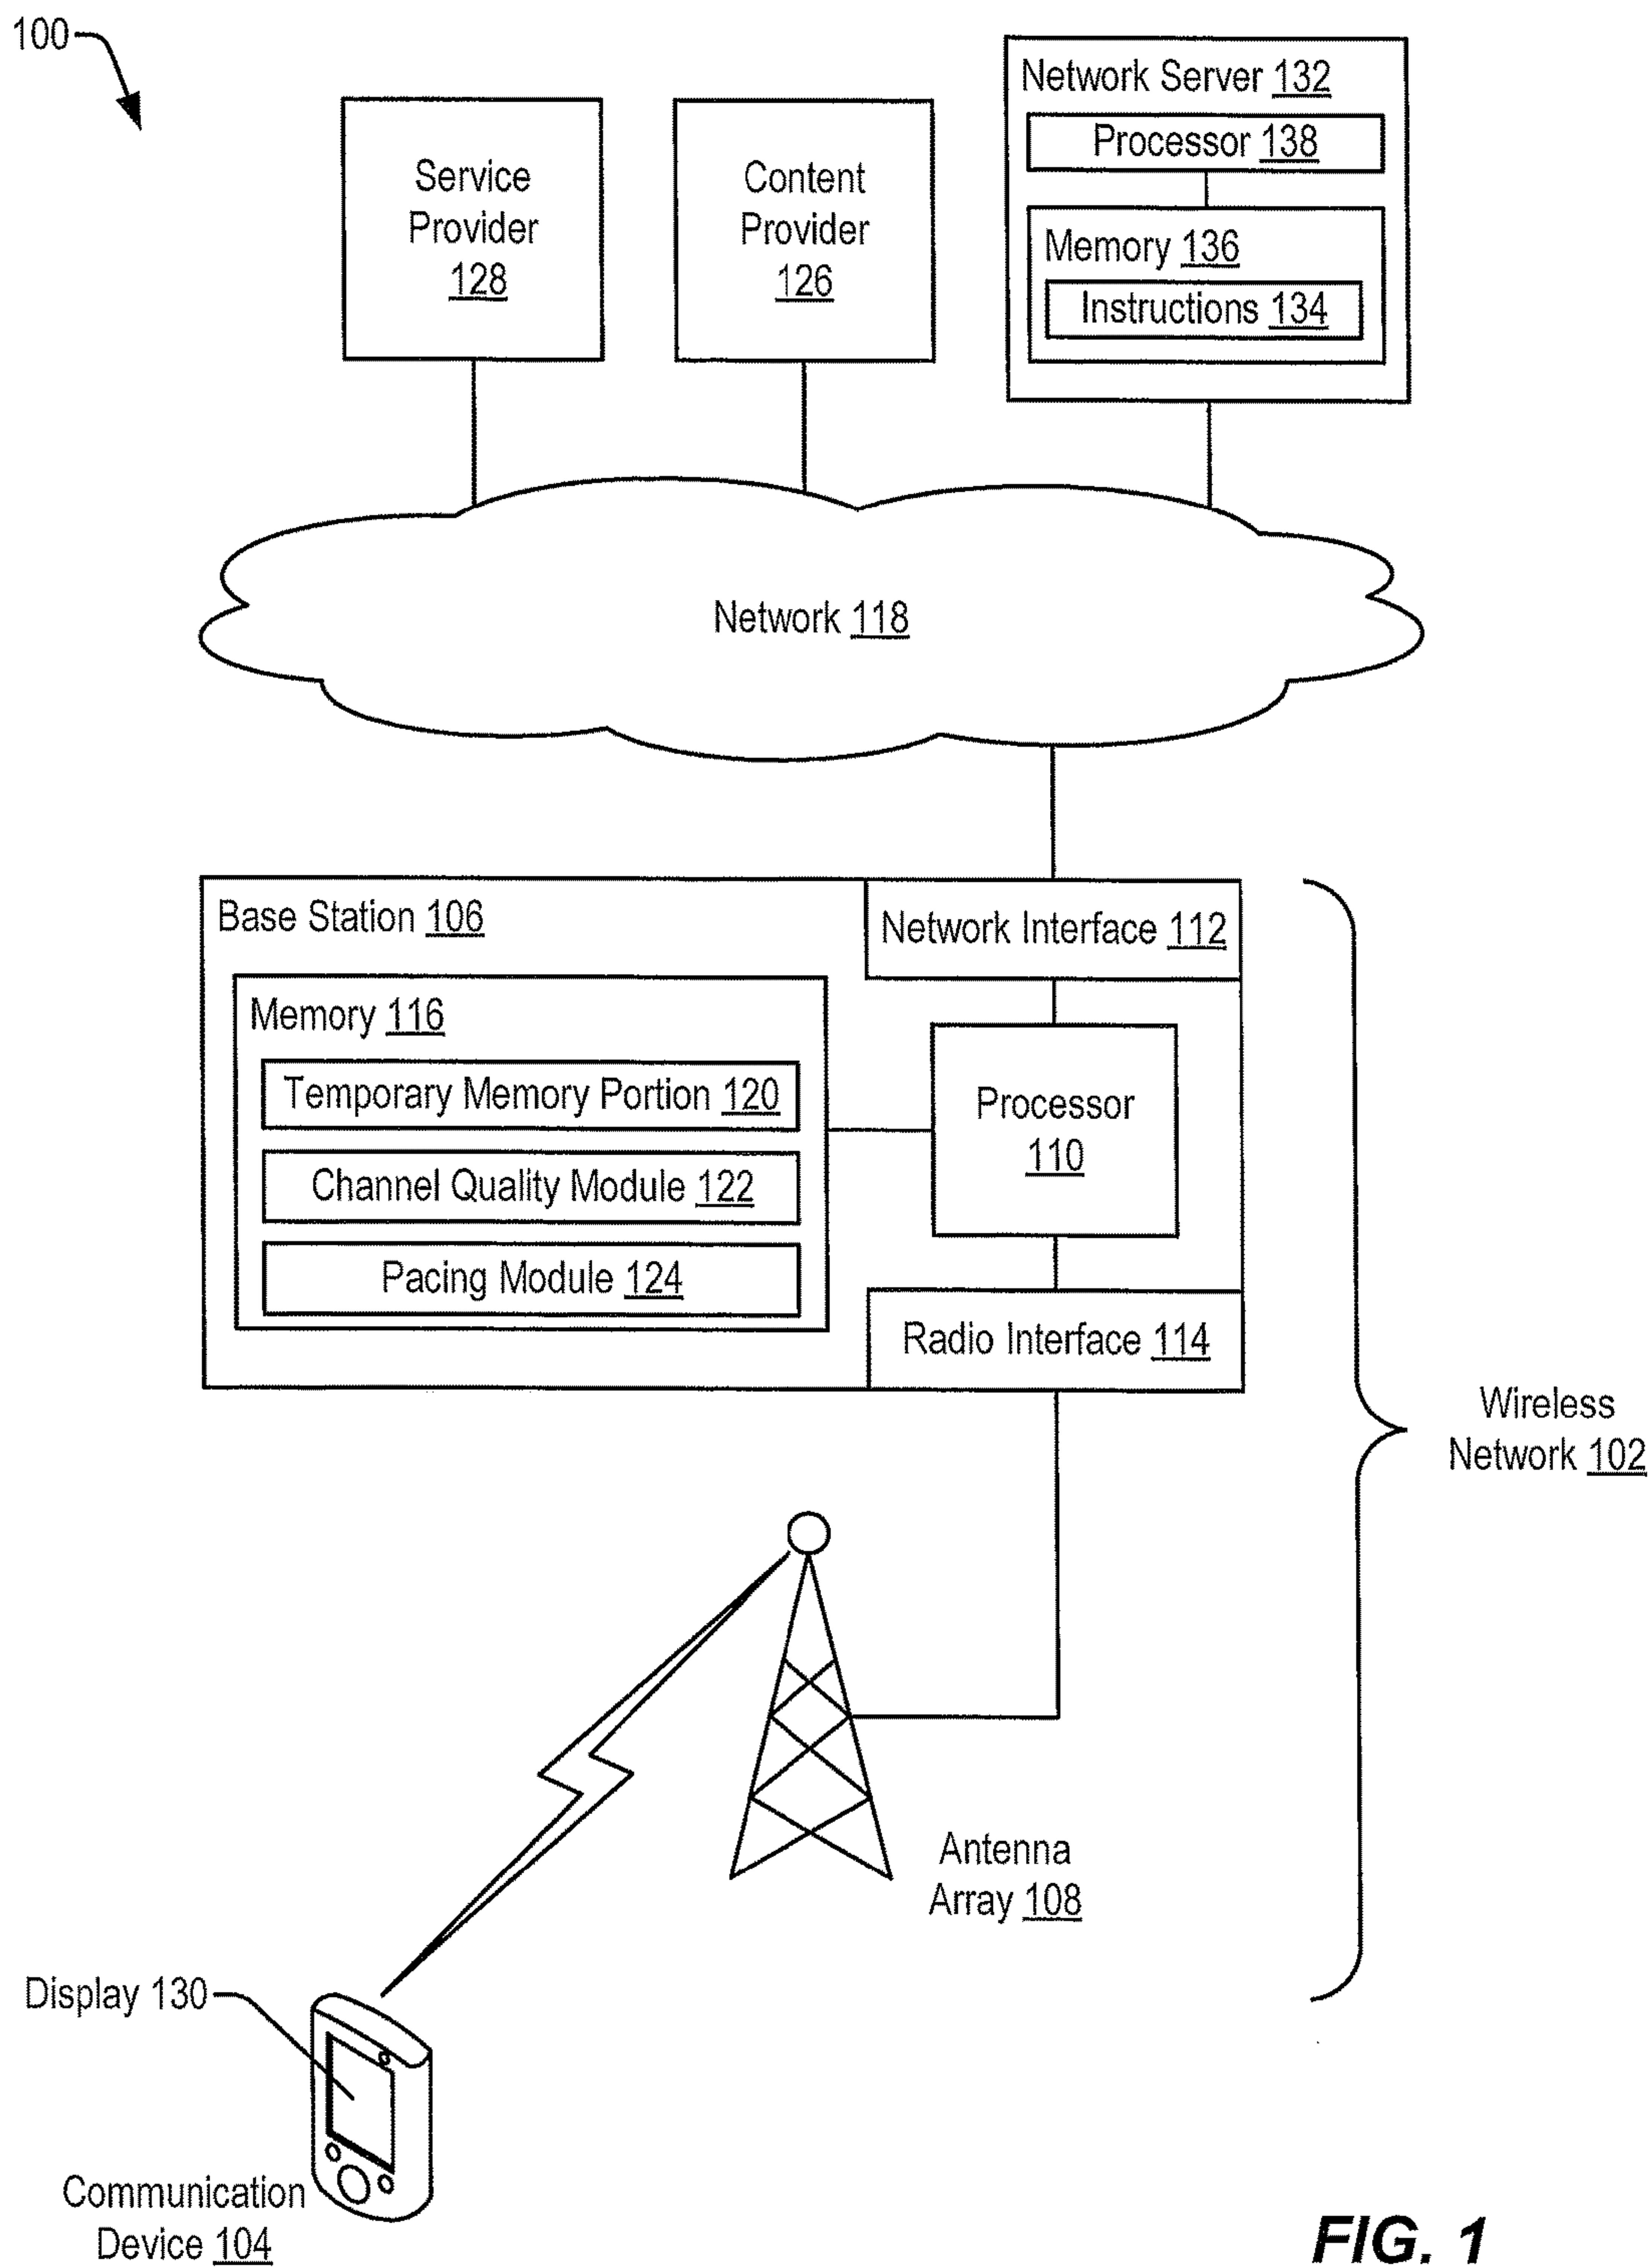 100
Network Server 132
Processor 138
Memory 136
Instructions 134
Service
Provider
128
Content
Provider
126
Network 118
Base Station 106
Network Interface 112
Memory 116
Temporary Memory Portion 120
Channel Quality Module 122
Pacing Module 124
Processor
110
Radio Interface 114
Wireless
Network 102
Antenna
Array 108
Display 130
Communication
Device 104
FIG. 1